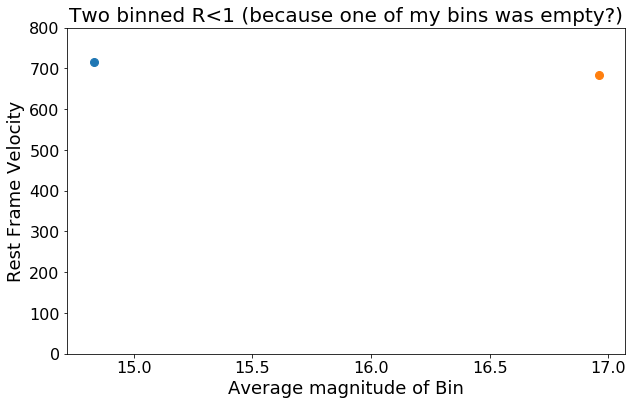 Two binned R<1 (because one of my bins was empty?)
800
700
600
500
400
300
200
100
0
Rest Frame Velocity
15.0 15.5 16.0 16.5 17.0
Average magnitude of Bin